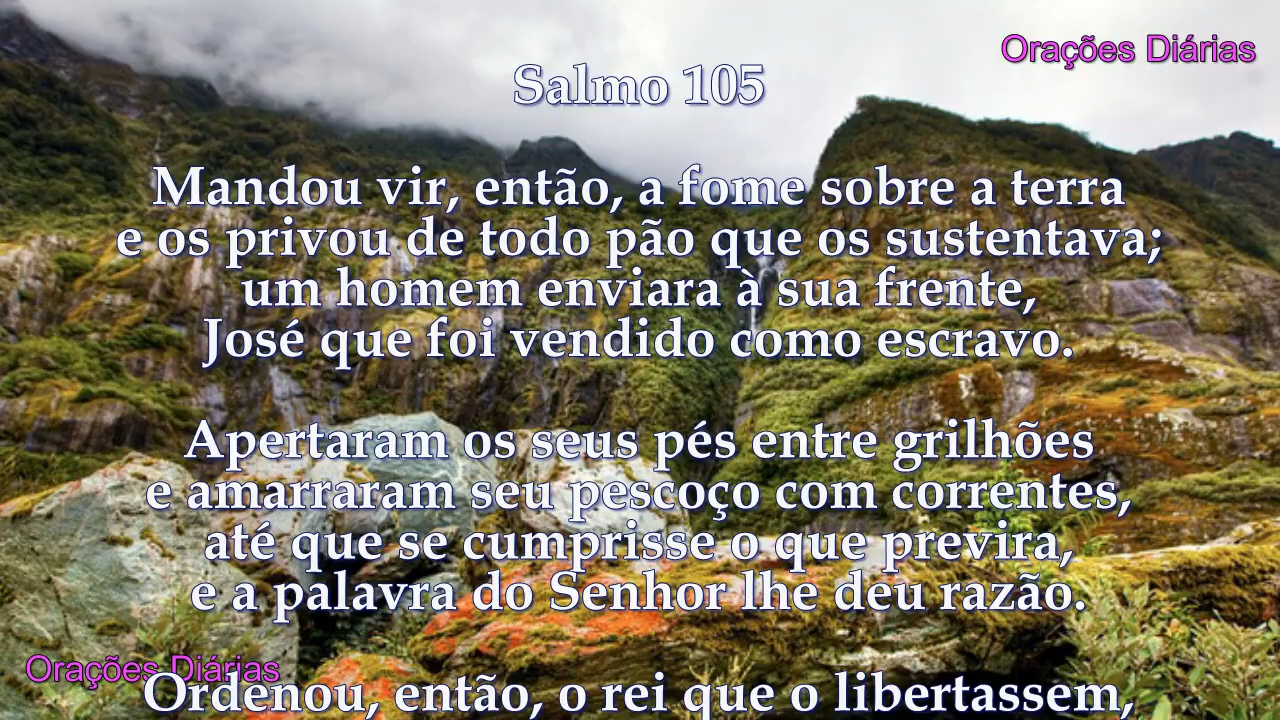 Orações Diárias
Salmo 105
Mandou vir, então, a fome sobre a terra
e os privou de todo pão que os sustentava;
um homem enviara à sua frente,
José que foi vendido como escravo.
Apertaram os seus pés entre grilhões
e amarraram seu pescoço com correntes,
até que se cumprisse o que previra,
e a palavra do Senhor lhe deu razão.
Orações Diárias
Ordenou, então, o rei que o libertassem,